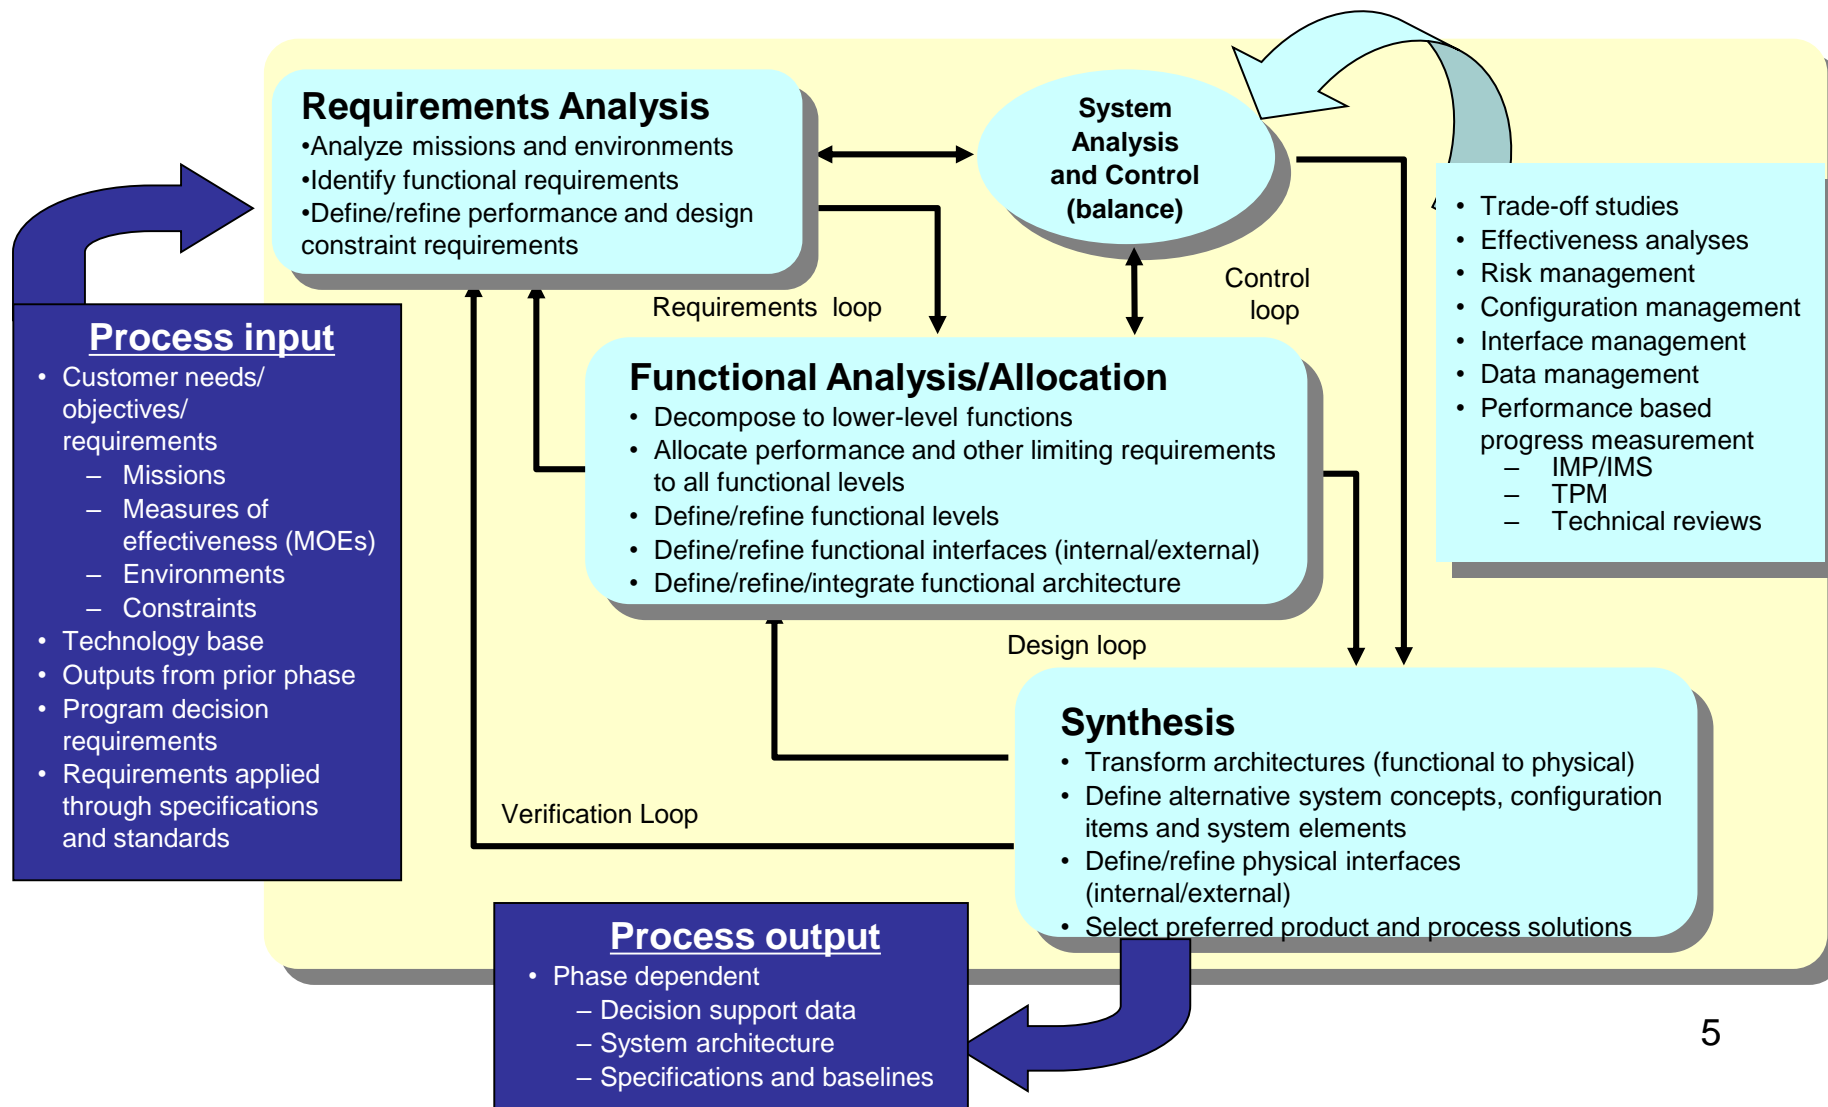 Requirements Analysis
•Analyze missions and environments
•Identify functional requirements
•Define/refine performance and design
constraint requirements
System
Analysis
and Control
(balance)
• Trade-off studies
• Effectiveness analyses
• Risk management
• Configuration management
• Interface management
• Data management
• Performance based
progress measurement
– IMP/IMS
– TPM
– Technical reviews
Control
loop
Requirements loop
Process input
• Customer needs/
objectives/
requirements
– Missions
– Measures of
effectiveness (MOEs)
– Environments
– Constraints
• Technology base
• Outputs from prior phase
• Program decision
requirements
• Requirements applied
through specifications
and standards
Functional Analysis/Allocation
• Decompose to lower-level functions
• Allocate performance and other limiting requirements
to all functional levels
• Define/refine functional levels
• Define/refine functional interfaces (internal/external)
• Define/refine/integrate functional architecture
Design loop
Synthesis
• Transform architectures (functional to physical)
• Define alternative system concepts, configuration
items and system elements
• Define/refine physical interfaces
(internal/external)
• Select preferred product and process solutions
Verification Loop
Process output
• Phase dependent
– Decision support data
– System architecture
– Specifications and baselines
5